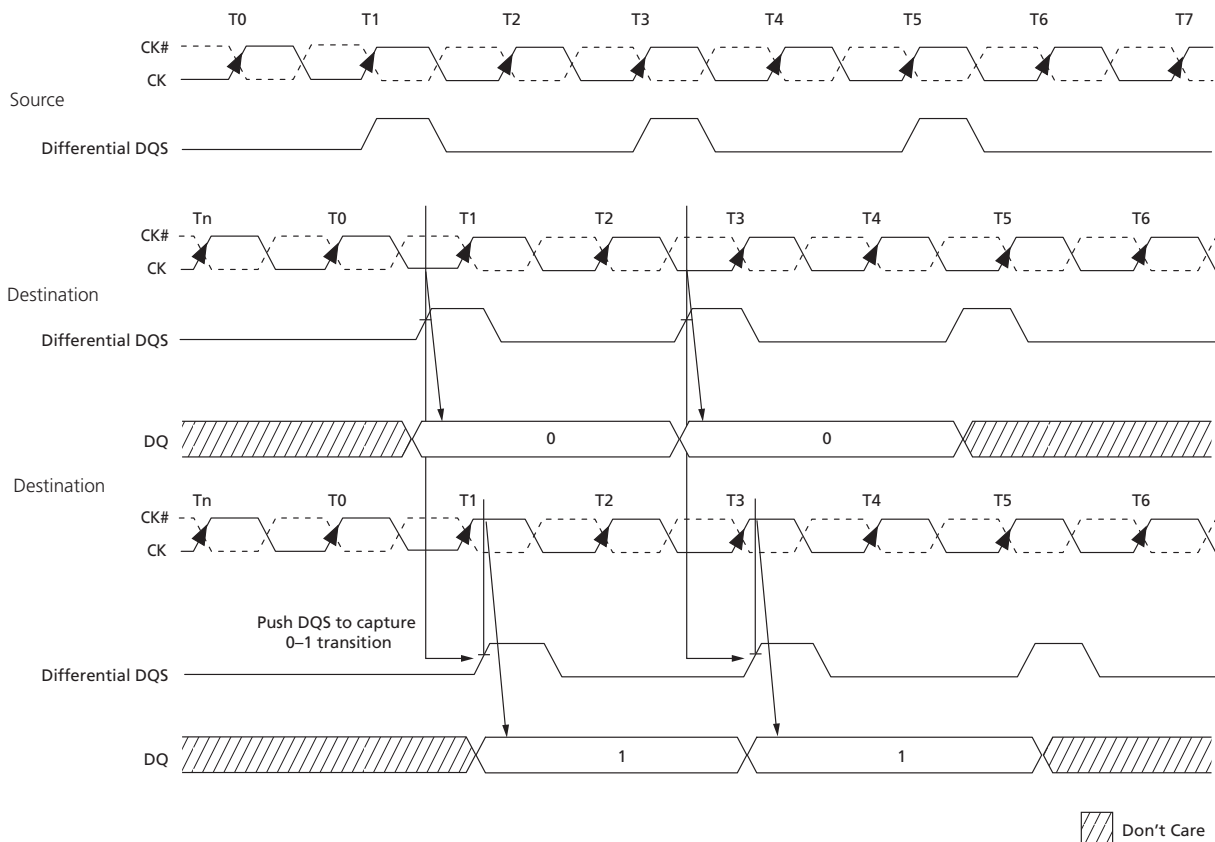 T0 T1 T2 T3 T4 T5 T6 T7
CK#
CK
Source
Differential DQS
Tn T0 T1 T2 T3 T4 T5 T6
CK#
CK
Destination
Differential DQS
DQ 0 0
Destination
Tn T0 T1 T2 T3 T4 T5 T6
CK#
CK
Push DQS to capture
0–1 transition
Differential DQS
DQ 1 1
Don't Care